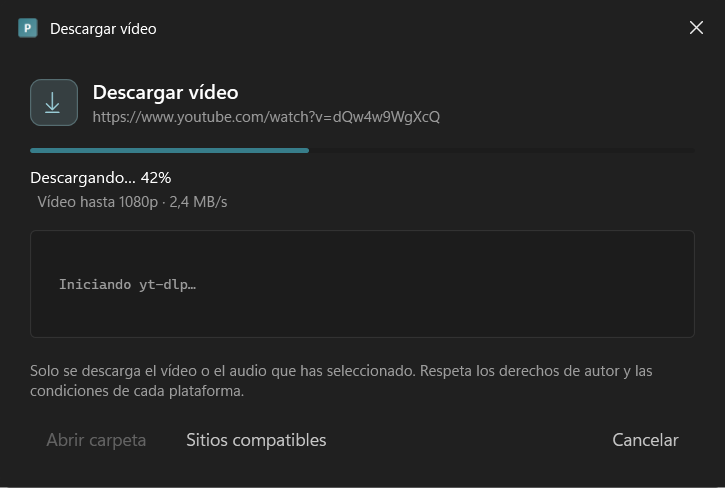 P Descargar vídeo
Descargar vídeo
https://www.youtube.com/watch?v=dQw4w9WgXcQ
Descargando... 42%
Vídeo hasta 1080p · 2,4 MB/s
Iniciando yt-dlp…
Solo se descarga el vídeo o el audio que has seleccionado. Respeta los derechos de autor y las
condiciones de cada plataforma.
Abrir carpeta Sitios compatibles Cancelar